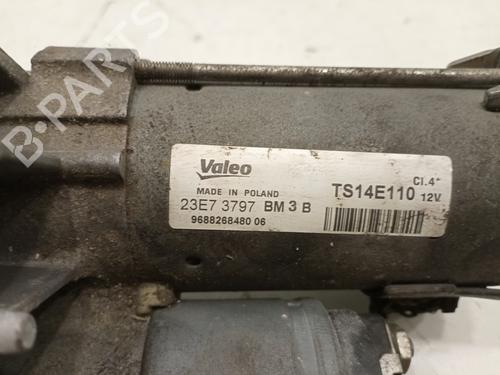 B-PARTS
Valeo
MADE IN POLAND
Cl.4*
TS14E110 12V
23E7 3797 BM 3 B
9688268480 06